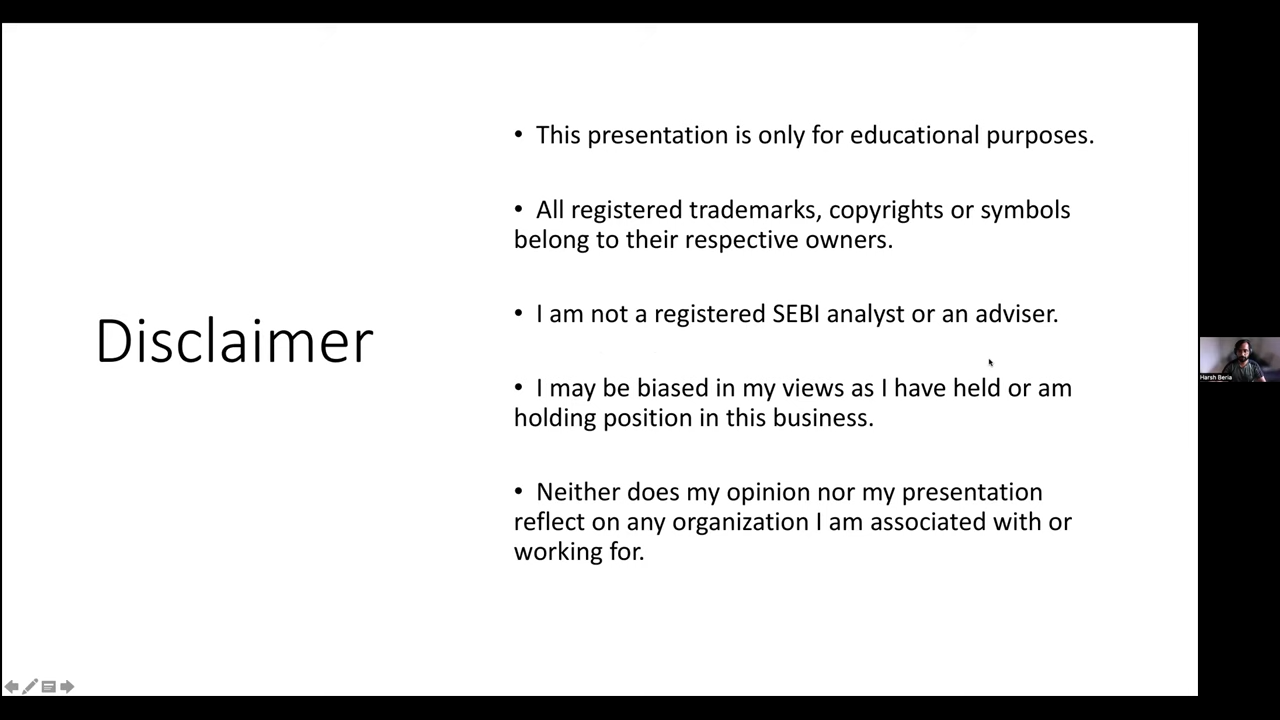 Disclaimer
• This presentation is only for educational purposes.
• All registered trademarks, copyrights or symbols
belong to their respective owners.
• I am not a registered SEBI analyst or an adviser.
• I may be biased in my views as I have held or am
holding position in this business.
• Neither does my opinion nor my presentation
reflect on any organization I am associated with or
working for.
Harsh Beria